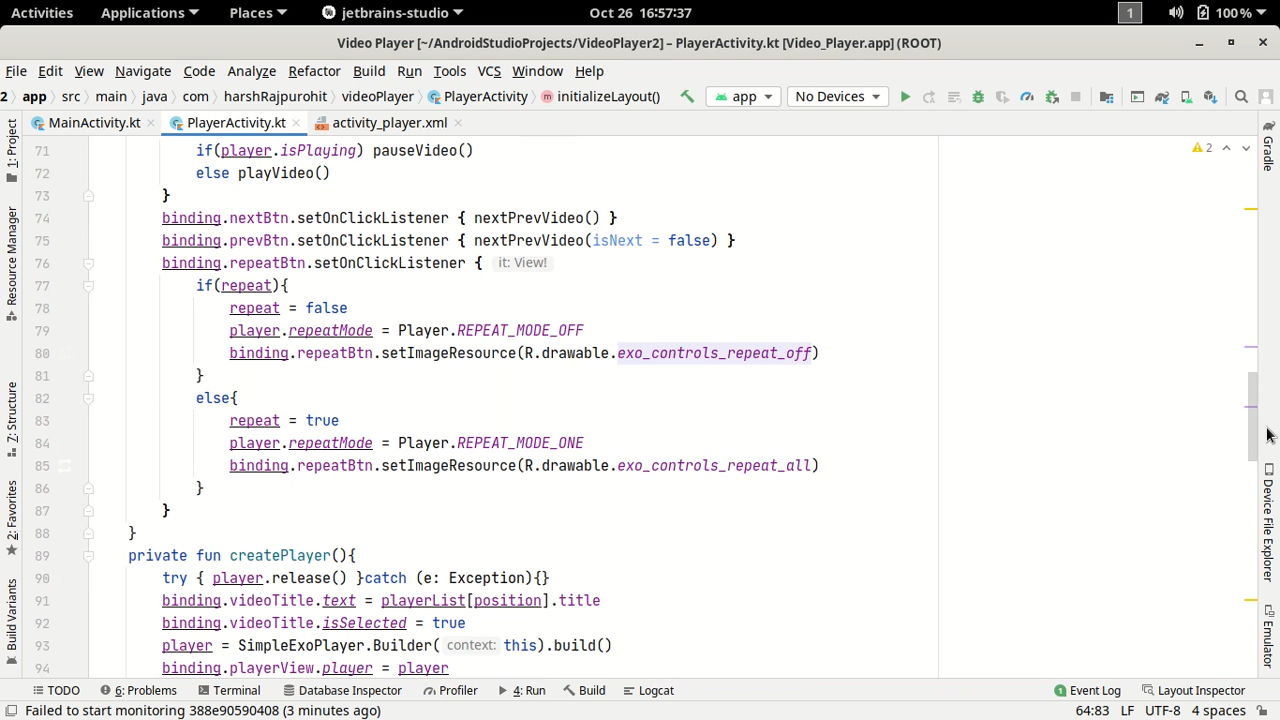 Activities Applications Places jetbrains-studio Oct 26 16:57:37 1 100%
Video Player [~/AndroidStudioProjects/VideoPlayer2] – PlayerActivity.kt [Video_Player.app] (ROOT)
File Edit View Navigate Code Analyze Refactor Build Run Tools VCS Window Help
2 app src main java com harshRajpurohit videoPlayer PlayerActivity initializeLayout() app No Devices
MainActivity.kt PlayerActivity.kt activity_player.xml
1: Project
Resource Manager
Z: Structure
2: Favorites
Build Variants
2
71 if(player.isPlaying) pauseVideo()
72 else playVideo()
73 }
74 binding.nextBtn.setOnClickListener { nextPrevVideo() }
75 binding.prevBtn.setOnClickListener { nextPrevVideo(isNext = false) }
76 binding.repeatBtn.setOnClickListener { it: View!
77 if(repeat){
78 repeat = false
79 player.repeatMode = Player.REPEAT_MODE_OFF
80 binding.repeatBtn.setImageResource(R.drawable.exo_controls_repeat_off)
81 }
82 else{
83 repeat = true
84 player.repeatMode = Player.REPEAT_MODE_ONE
85 binding.repeatBtn.setImageResource(R.drawable.exo_controls_repeat_all)
86 }
87 }
88 }
89 private fun createPlayer(){
90 try { player.release() }catch (e: Exception){}
91 binding.videoTitle.text = playerList[position].title
92 binding.videoTitle.isSelected = true
93 player = SimpleExoPlayer.Builder( context: this).build()
94 binding.playerView.player = player
Gradle
Device File Explorer
Emulator
TODO 6: Problems Terminal Database Inspector Profiler 4: Run Build Logcat 1 Event Log Layout Inspector
Failed to start monitoring 388e90590408 (3 minutes ago) 64:83 LF UTF-8 4 spaces